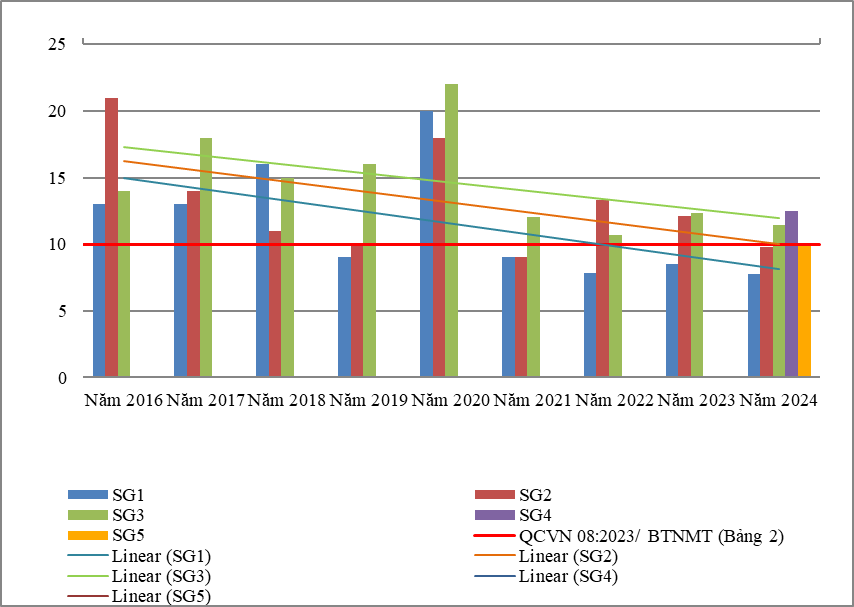 25
20
15
10
5
0
Năm 2016 Năm 2017 Năm 2018 Năm 2019 Năm 2020 Năm 2021 Năm 2022 Năm 2023 Năm 2024
SG1 SG2
SG3 SG4
SG5 QCVN 08:2023/ BTNMT (Bảng 2)
Linear (SG1) Linear (SG2)
Linear (SG3) Linear (SG4)
Linear (SG5)